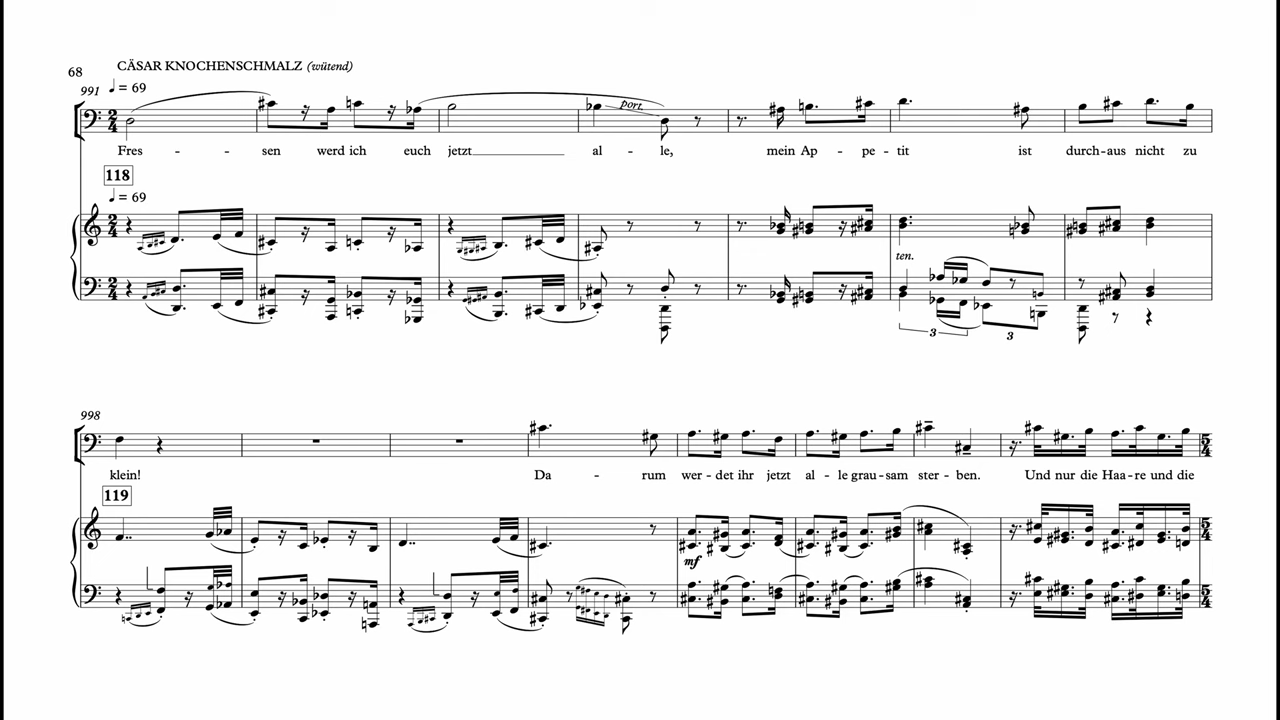 68
CÄSAR KNOCHENSCHMALZ (wütend)
991
♩ = 69
port.
Fres - - sen werd ich euch jetzt al - le, mein Ap - pe - tit ist durch-aus nicht zu
118
♩ = 69
ten.
3
3
998
klein! Da - rum wer-det ihr jetzt al-le grau-sam ster-ben. Und nur die Haa-re und die
119
mf